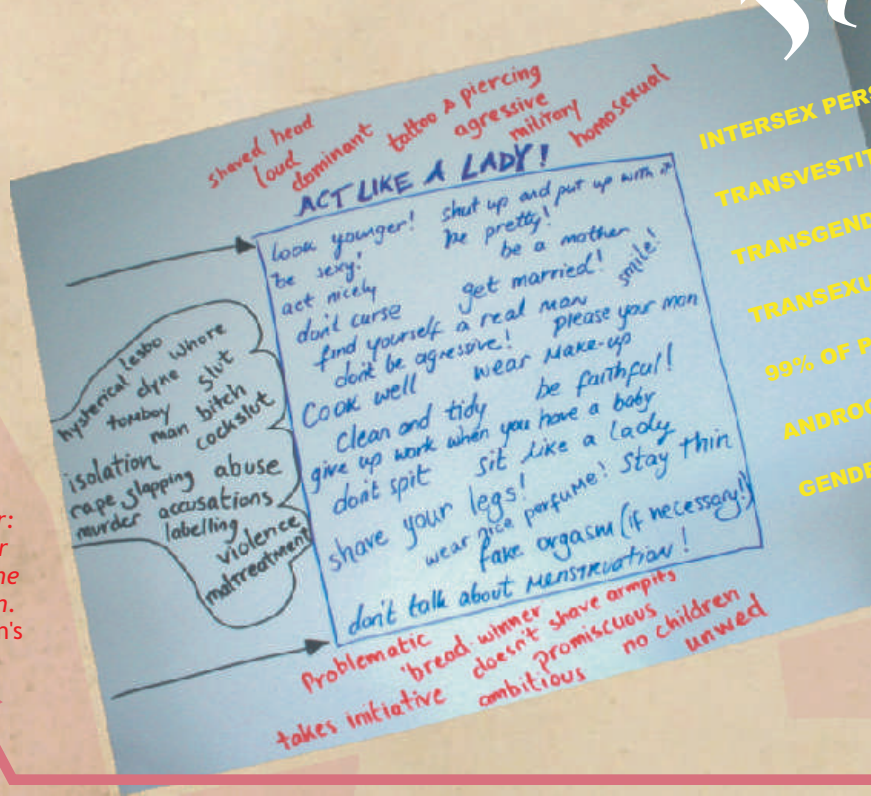 shaved head
loud
dominant
tattoo & piercing
agressive
military
homosexual
ACT LIKE A LADY!
look younger! shut up and put up with it
be sexy! be pretty!
act nicely be a mother
don't curse get married! smile!
find yourself a real man
don't be agressive! please your man
Cook well wear Make-up
clean and tidy be faithful!
give up work when you have a baby
don't spit sit like a lady
shave your legs! Stay thin
wear nice perfume!
fake orgasm (if necessary!)
don't talk about MENSTRUATION!
hysterical lesbo
dyne whore
tomboy slut
man bitch
cockslut
isolation
rape slapping abuse
murder accusations
labelling
violence
maltreatment
Problematic
'bread winner
doesn't shave armpits
takes initiative
promiscuous
ambitious
no children
unwed
INTERSEX PERS
TRANSVESTIT
TRANSGEND
TRANSEXU
99% OF P
ANDROG
GENDE
r:
r
ne
n.
n's